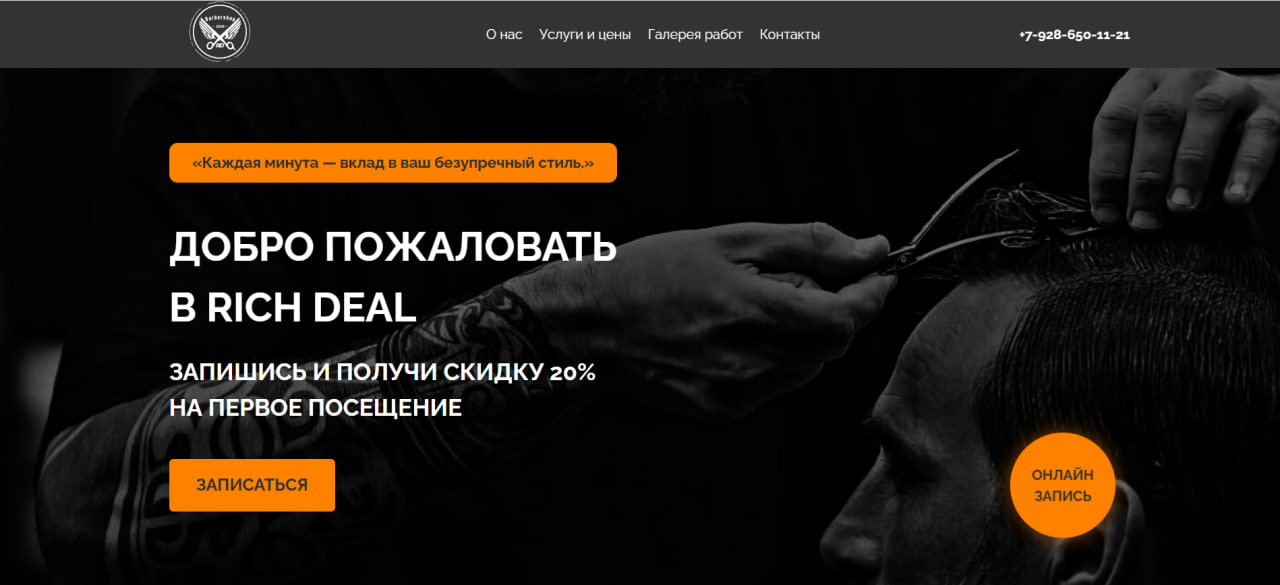 Barbershop
RD
О нас Услуги и цены Галерея работ Контакты +7-928-650-11-21
«Каждая минута — вклад в ваш безупречный стиль.»
ДОБРО ПОЖАЛОВАТЬ
В RICH DEAL
ЗАПИШИСЬ И ПОЛУЧИ СКИДКУ 20%
НА ПЕРВОЕ ПОСЕЩЕНИЕ
ЗАПИСАТЬСЯ
ОНЛАЙН
ЗАПИСЬ